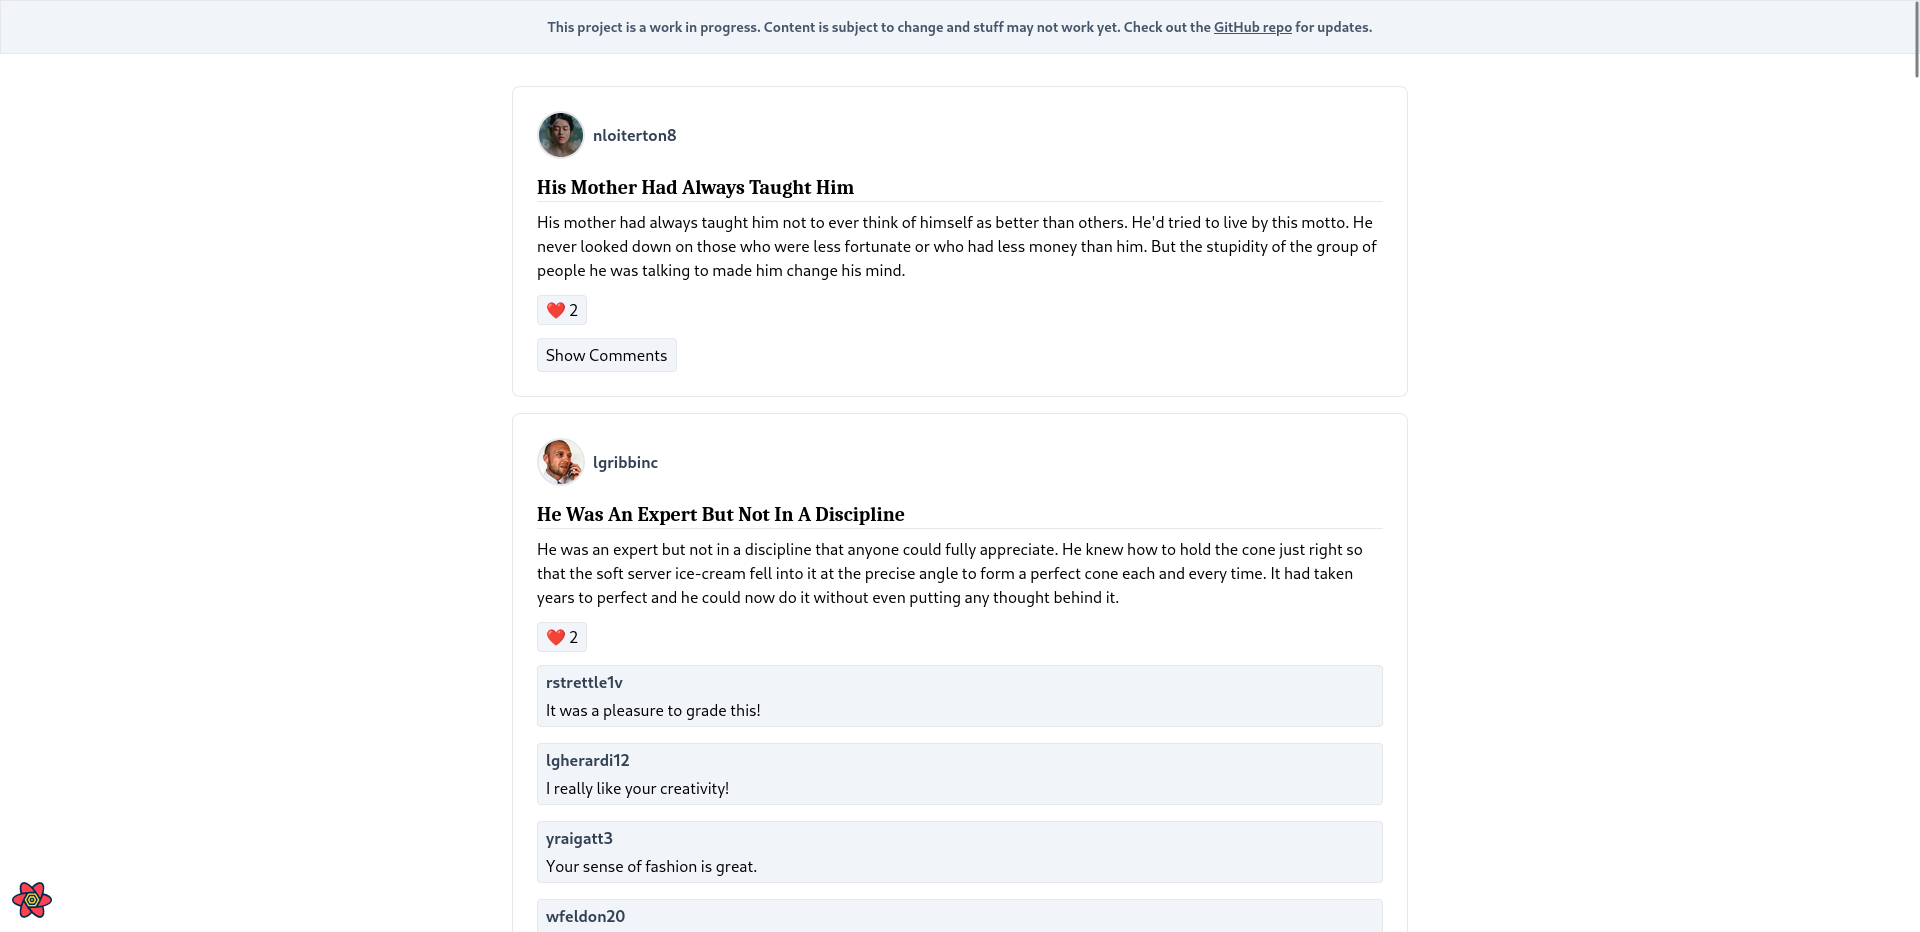 This project is a work in progress. Content is subject to change and stuff may not work yet. Check out the GitHub repo for updates.
nloiterton8
His Mother Had Always Taught Him
His mother had always taught him not to ever think of himself as better than others. He'd tried to live by this motto. He
never looked down on those who were less fortunate or who had less money than him. But the stupidity of the group of
people he was talking to made him change his mind.
❤️ 2
Show Comments
lgribbinc
He Was An Expert But Not In A Discipline
He was an expert but not in a discipline that anyone could fully appreciate. He knew how to hold the cone just right so
that the soft server ice-cream fell into it at the precise angle to form a perfect cone each and every time. It had taken
years to perfect and he could now do it without even putting any thought behind it.
❤️ 2
rstrettle1v
It was a pleasure to grade this!
lgherardi12
I really like your creativity!
yraigatt3
Your sense of fashion is great.
wfeldon20